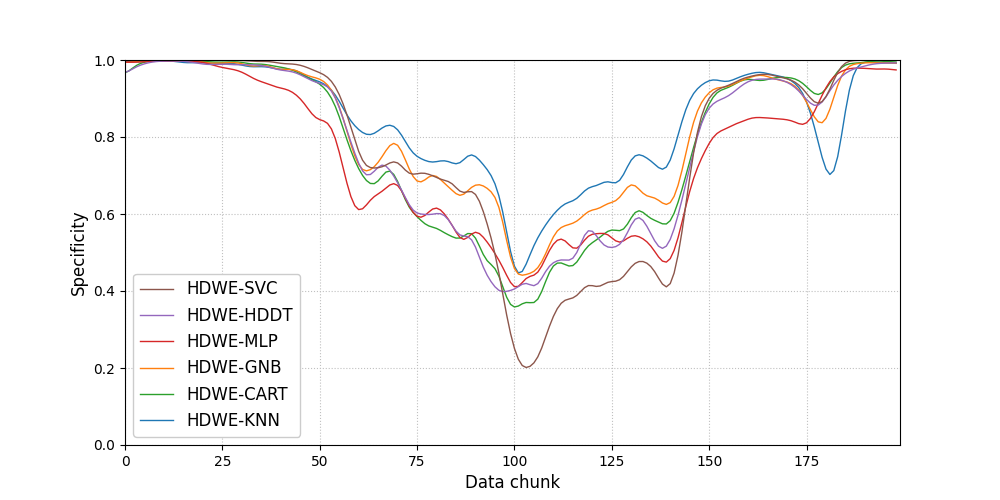 1.0
0.8
0.6
0.4
0.2
0.0
Specificity
HDWE-SVC
HDWE-HDDT
HDWE-MLP
HDWE-GNB
HDWE-CART
HDWE-KNN
0 25 50 75 100 125 150 175
Data chunk